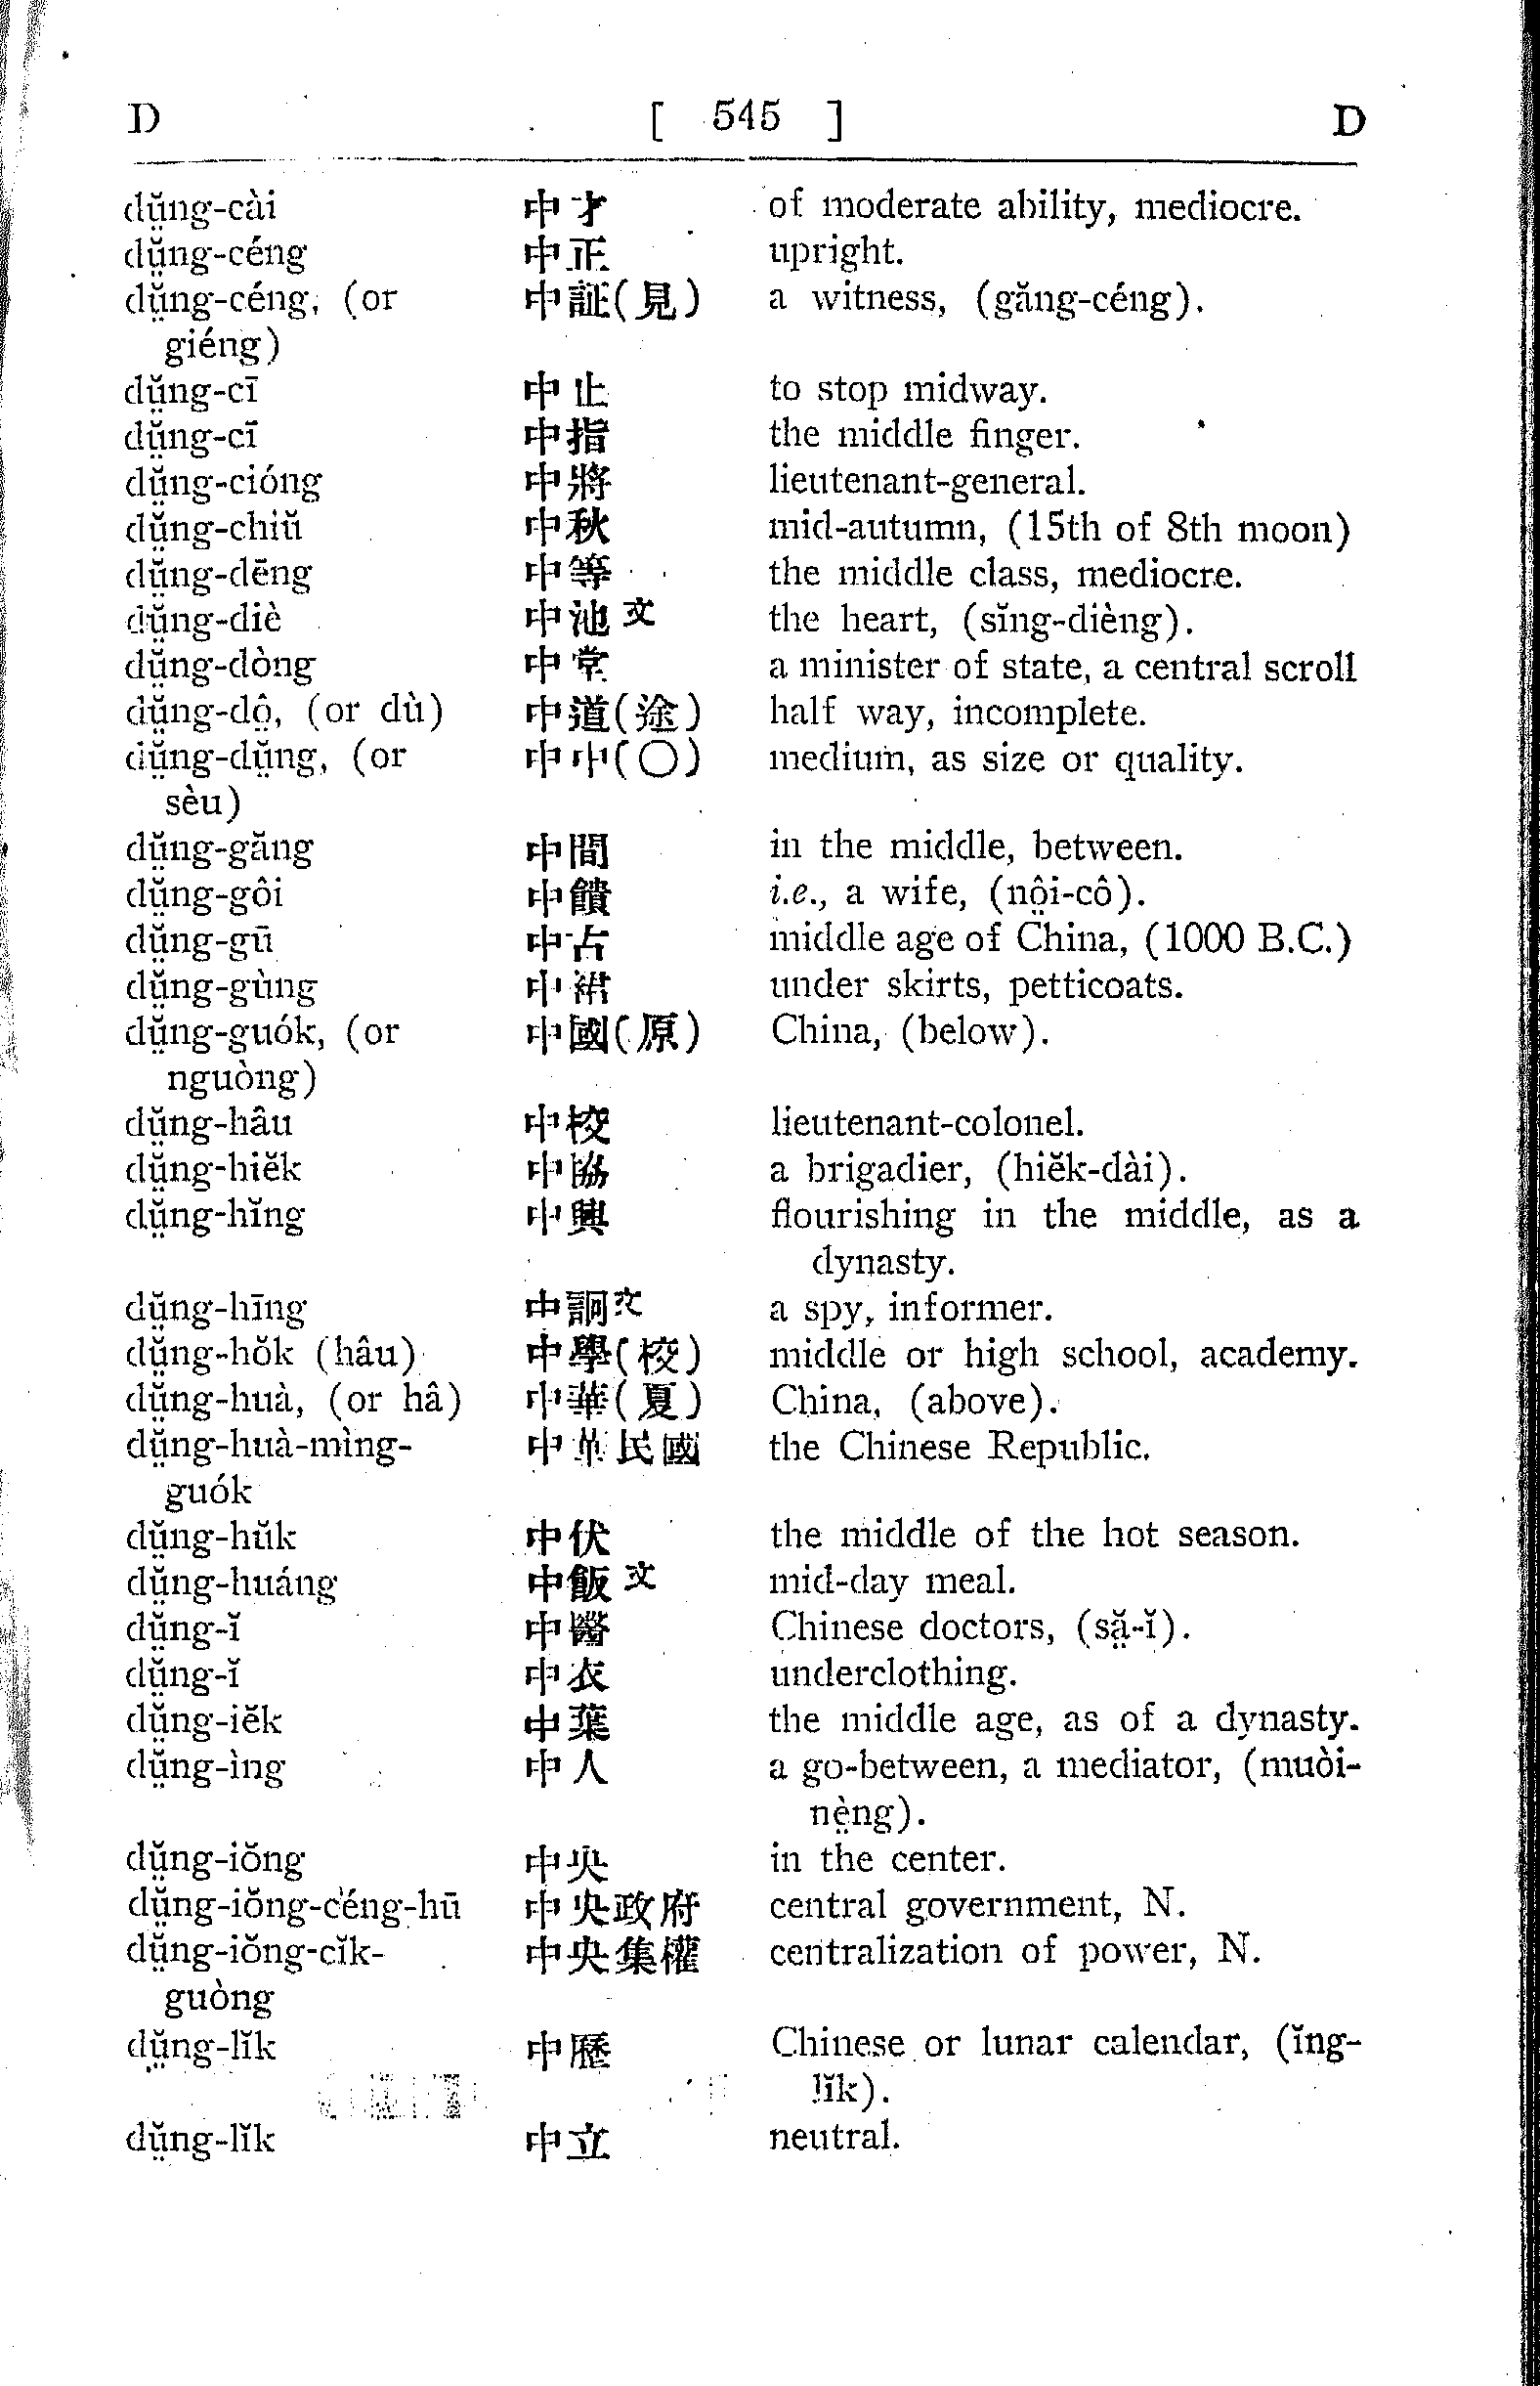 D [ 545 ] D
dṳ̆ng-cài 中才 of moderate ability, mediocre.
dṳ̆ng-céng 中正 upright.
dṳ̆ng-céng, (or 中証(見) a witness, (găng-céng).
giéng)
dṳ̆ng-cī 中止 to stop midway.
dṳ̆ng-cī 中指 the middle finger.
dṳ̆ng-cióng 中將 lieutenant-general.
dṳ̆ng-chiŭ 中秋 mid-autumn, (15th of 8th moon)
dṳ̆ng-dēng 中等 the middle class, mediocre.
dṳ̆ng-diè 中池文 the heart, (sĭng-dièng).
dṳ̆ng-dòng 中堂 a minister of state, a central scroll
dṳ̆ng-dô̤, (or dù) 中道(途) half way, incomplete.
dṳ̆ng-dṳ̆ng, (or 中中(〇) medium, as size or quality.
sèu)
dṳ̆ng-găng 中間 in the middle, between.
dṳ̆ng-gôi 中饋 i.e., a wife, (nô̤i-cô).
dṳ̆ng-gū 中古 middle age of China, (1000 B.C.)
dṳ̆ng-gùng 中裙 under skirts, petticoats.
dṳ̆ng-guók, (or 中國(原) China, (below).
nguòng)
dṳ̆ng-hâu 中校 lieutenant-colonel.
dṳ̆ng-hiĕk 中協 a brigadier, (hiĕk-dài).
dṳ̆ng-hĭng 中興 flourishing in the middle, as a
dynasty.
dṳ̆ng-hīng 中詗文 a spy, informer.
dṳ̆ng-hŏk (hâu) 中學(校) middle or high school, academy.
dṳ̆ng-huà, (or hâ) 中華(夏) China, (above).
dṳ̆ng-huà-mìng- 中華民國 the Chinese Republic.
guók
dṳ̆ng-hŭk 中伏 the middle of the hot season.
dṳ̆ng-huáng 中飯文 mid-day meal.
dṳ̆ng-ĭ 中醫 Chinese doctors, (să̤-ĭ).
dṳ̆ng-ĭ 中衣 underclothing.
dṳ̆ng-iĕk 中葉 the middle age, as of a dynasty.
dṳ̆ng-ìng 中人 a go-between, a mediator, (muòi-
nè̤ng).
dṳ̆ng-iŏng 中央 in the center.
dṳ̆ng-iŏng-céng-hū 中央政府 central government, N.
dṳ̆ng-iŏng-cĭk- 中央集權 centralization of power, N.
guòng
dṳ̆ng-lĭk 中歷 Chinese or lunar calendar, (ĭng-
lĭk).
dṳ̆ng-lĭk 中立 neutral.